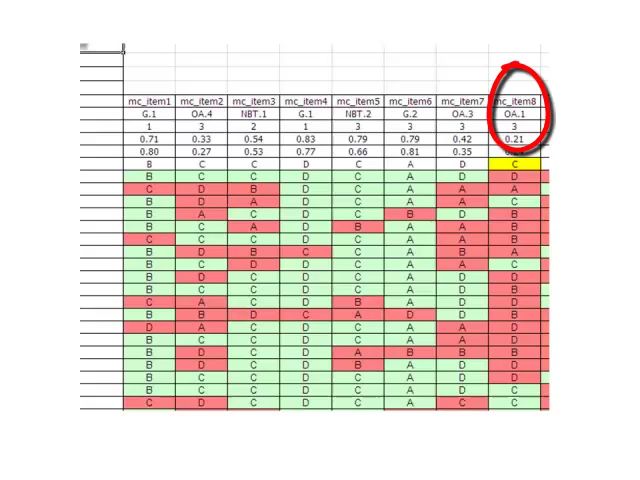 mc_item1 mc_item2 mc_item3 mc_item4 mc_item5 mc_item6 mc_item7 mc_item8
G.1 OA.4 NBT.1 G.1 NBT.2 G.2 OA.3 OA.1
1 3 2 1 3 3 3 3
0.71 0.33 0.54 0.83 0.79 0.79 0.42 0.21
0.80 0.27 0.53 0.77 0.66 0.81 0.35
B C C D C A D C
B C C D C A D D
C D B D C A A A
B D A D C A A C
B A C D C B D B
B C A D B A A B
C C C D C A A B
B D B C C A B A
B C D D C A A C
B D C D C A D D
B C C D C A D B
C A C D B A D D
B B D C A D D B
D A C D C A A D
B C C D C A A D
B D C D A B B B
B D C D B A D D
B C C D C A D D
B C C D C A D C
C D C D C A C C